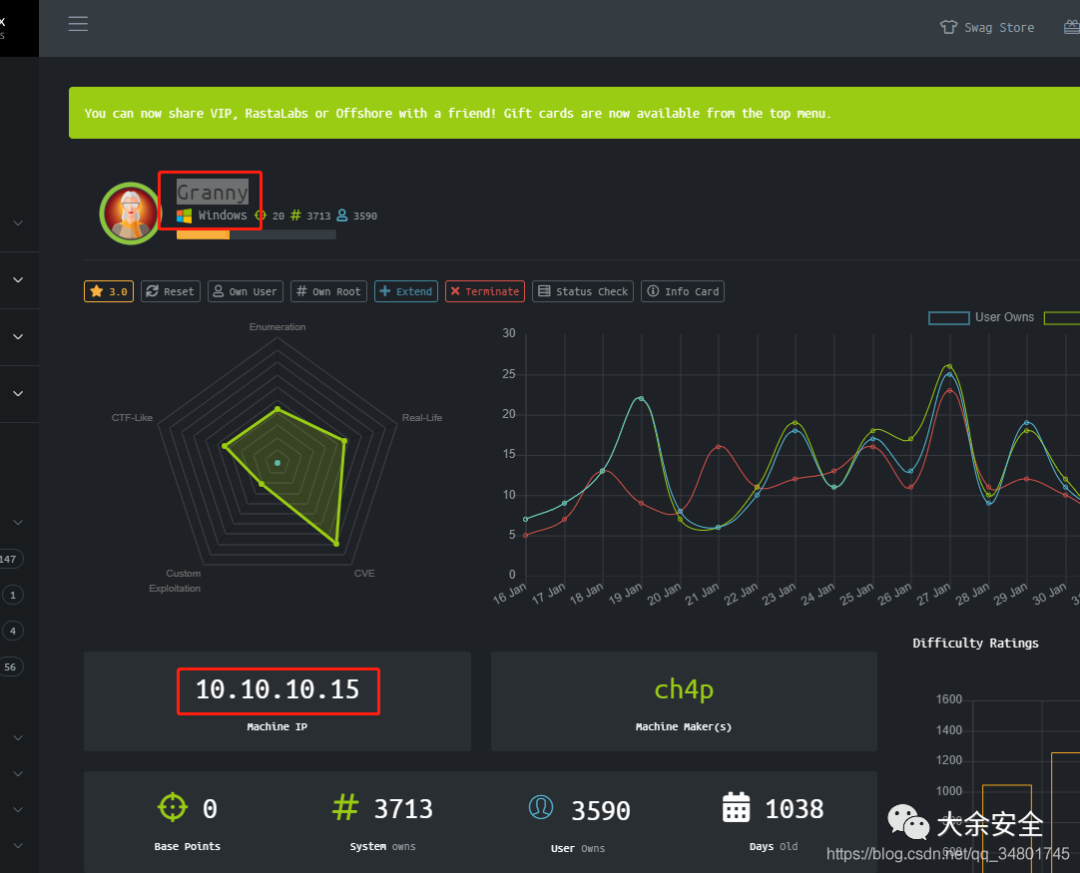 x
s
Swag Store
You can now share VIP, RastaLabs or Offshore with a friend! Gift cards are now available from the top menu.
Granny
Windows 20 # 3713 3590
3.0 Reset Own User # Own Root + Extend × Terminate Status Check Info Card
Enumeration
Real-Life
CVE
Custom
Exploitation
CTF-Like
User Owns
30
25
20
15
10
5
0
16 Jan 17 Jan 18 Jan 19 Jan 20 Jan 21 Jan 22 Jan 23 Jan 24 Jan 25 Jan 26 Jan 27 Jan 28 Jan 29 Jan 30 Jan 3
147
1
4
56
10.10.10.15
Machine IP
ch4p
Machine Maker(s)
0
Base Points
# 3713
System owns
3590
User Owns
1038
Days Old
Difficulty Ratings
1600
1400
1200
1000
800
600
大余安全
https://blog.csdn.net/qq_34801745